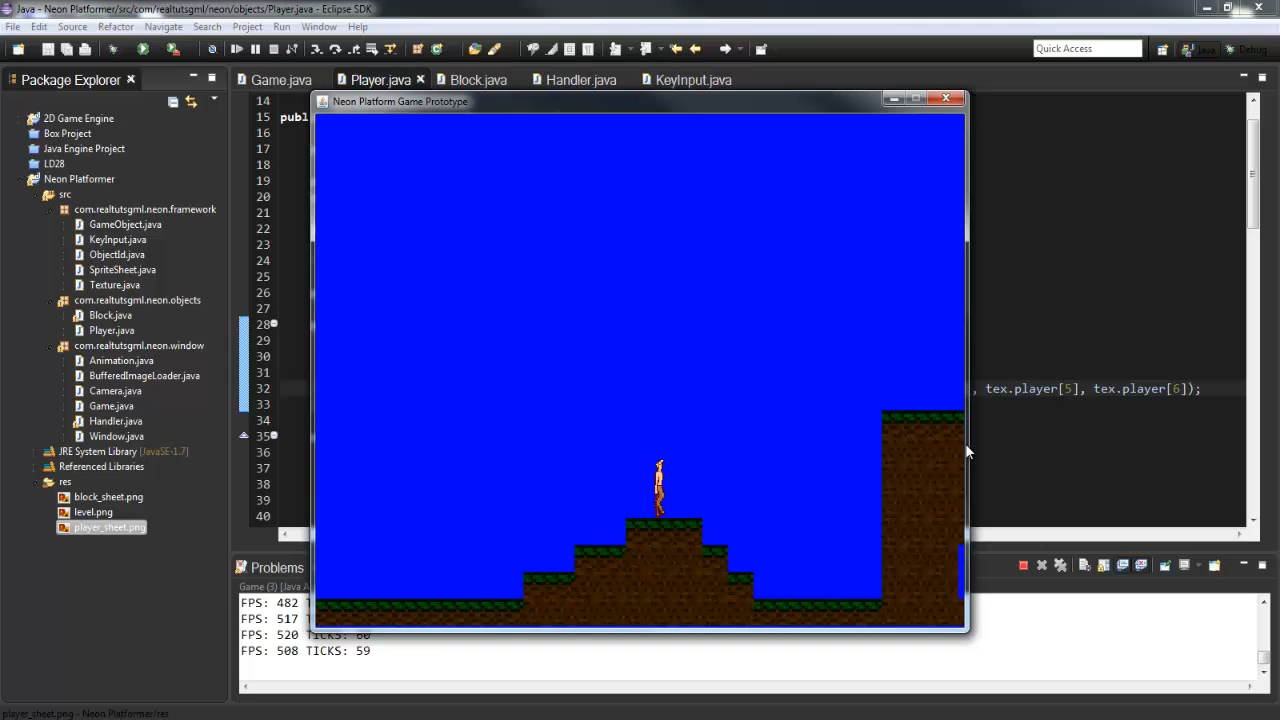 Java - Neon Platformer/src/com/realtutsgml/neon/objects/Player.java - Eclipse SDK
File Edit Source Refactor Navigate Search Project Run Window Help
Quick Access
Java
Debug
Package Explorer
Game.java
Player.java
Block.java
Handler.java
KeyInput.java
2D Game Engine
Box Project
Java Engine Project
LD28
Neon Platformer
src
com.realtutsgml.neon.framework
GameObject.java
KeyInput.java
ObjectId.java
SpriteSheet.java
Texture.java
com.realtutsgml.neon.objects
Block.java
Player.java
com.realtutsgml.neon.window
Animation.java
BufferedImageLoader.java
Camera.java
Game.java
Handler.java
Window.java
JRE System Library [JavaSE-1.7]
Referenced Libraries
res
block_sheet.png
level.png
player_sheet.png
Neon Platform Game Prototype
14
15 publ
16
17
18
19
20
21
22
23
24
25
26
27
28
29
30
31
32 , tex.player[5], tex.player[6]);
33
34
35
36
37
38
39
40
Problems
Game (3) [Java A
FPS: 482 T
FPS: 517
FPS: 520 TICKS: 60
FPS: 508 TICKS: 59
player_sheet.png - Neon Platformer/res